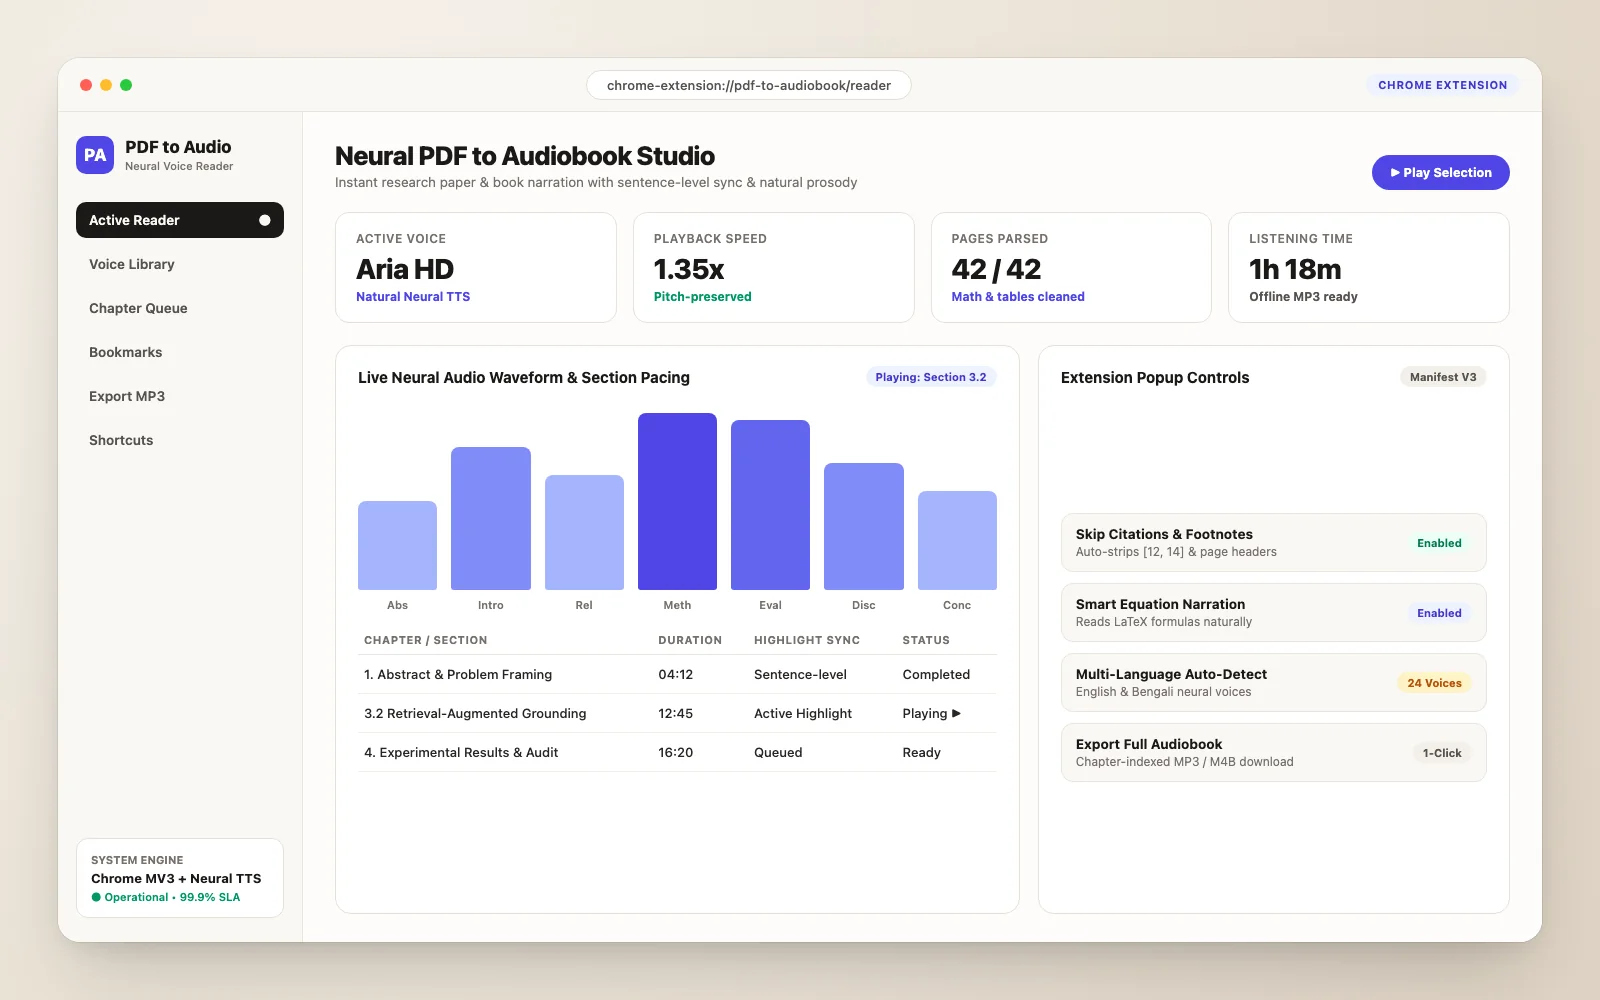 chrome-extension://pdf-to-audiobook/reader
CHROME EXTENSION
PA
PDF to Audio
Neural Voice Reader
Active Reader
Voice Library
Chapter Queue
Bookmarks
Export MP3
Shortcuts
SYSTEM ENGINE
Chrome MV3 + Neural TTS
● Operational • 99.9% SLA
Neural PDF to Audiobook Studio
Instant research paper & book narration with sentence-level sync & natural prosody
▶ Play Selection
ACTIVE VOICE
Aria HD
Natural Neural TTS
PLAYBACK SPEED
1.35x
Pitch-preserved
PAGES PARSED
42 / 42
Math & tables cleaned
LISTENING TIME
1h 18m
Offline MP3 ready
Live Neural Audio Waveform & Section Pacing
Playing: Section 3.2
Abs Intro Rel Meth Eval Disc Conc
CHAPTER / SECTION DURATION HIGHLIGHT SYNC STATUS
1. Abstract & Problem Framing 04:12 Sentence-level Completed
3.2 Retrieval-Augmented Grounding 12:45 Active Highlight Playing ▶
4. Experimental Results & Audit 16:20 Queued Ready
Extension Popup Controls
Manifest V3
Skip Citations & Footnotes
Auto-strips [12, 14] & page headers
Enabled
Smart Equation Narration
Reads LaTeX formulas naturally
Enabled
Multi-Language Auto-Detect
English & Bengali neural voices
24 Voices
Export Full Audiobook
Chapter-indexed MP3 / M4B download
1-Click